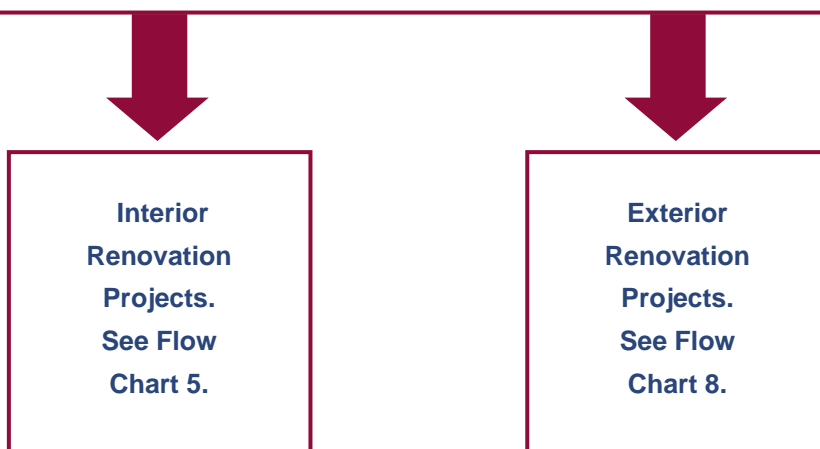 Interior
Renovation
Projects.
See Flow
Chart 5.
Exterior
Renovation
Projects.
See Flow
Chart 8.